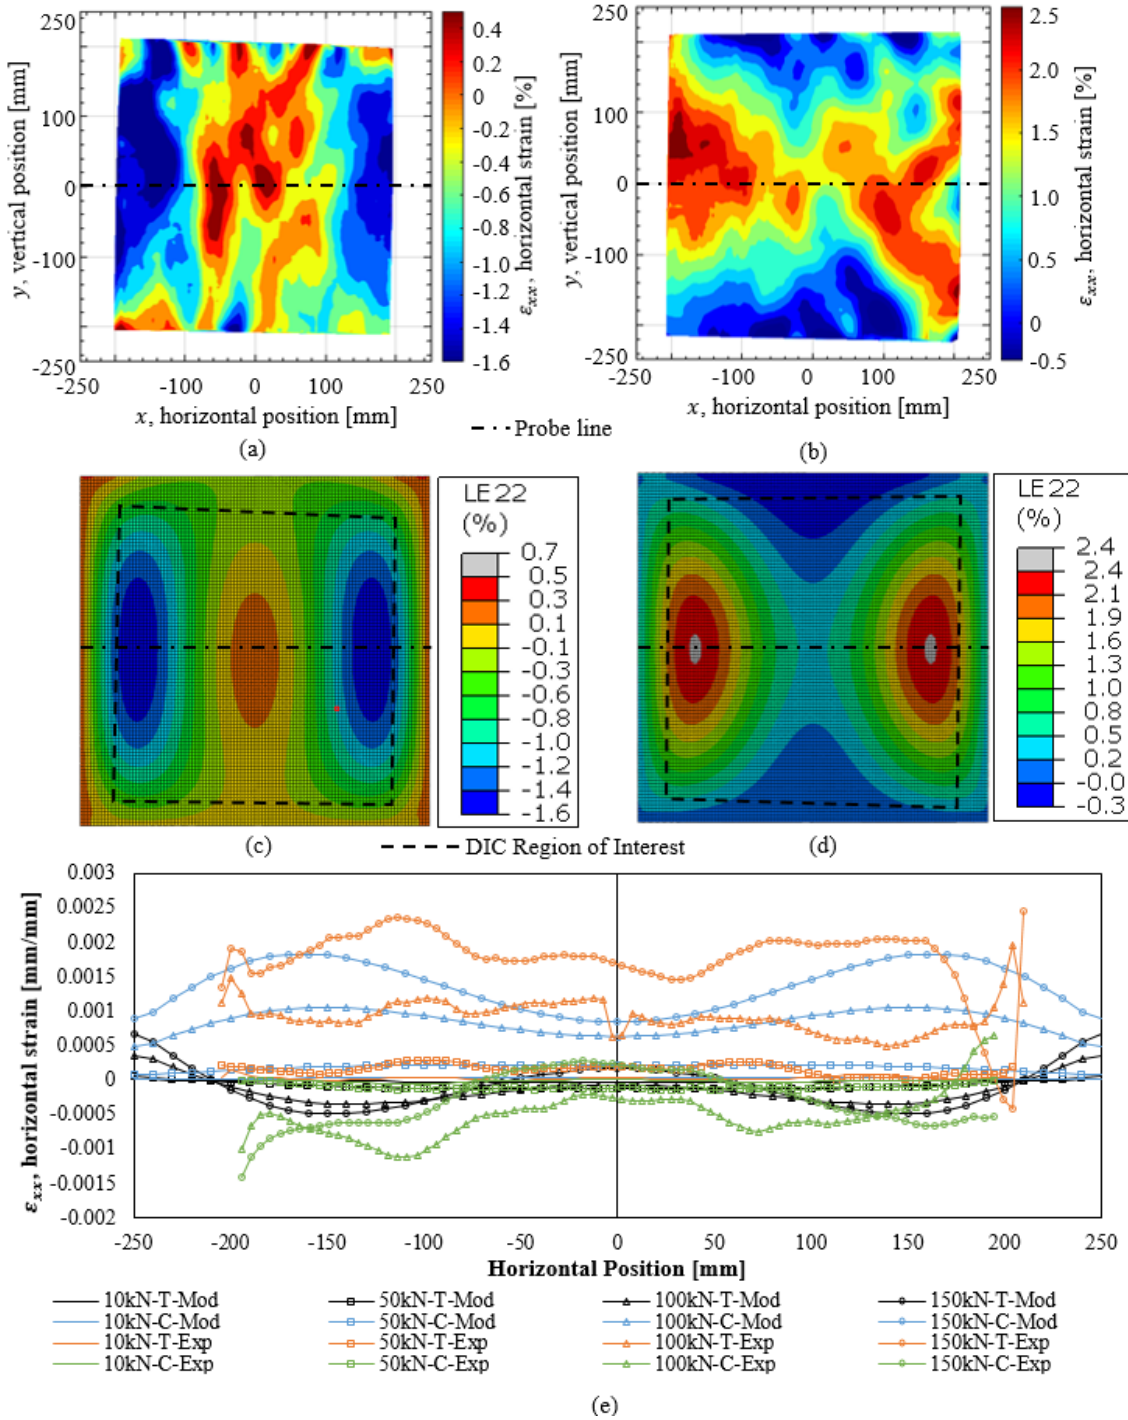 250
100
0
-100
-250
y, vertical position [mm]
-250 -100 0 100 250
x, horizontal position [mm]
0.4
0.2
0
-0.2
-0.4
-0.6
-0.8
-1.0
-1.2
-1.4
-1.6
εxx, horizontal strain [%]
(a)
250
100
0
-100
-250
y, vertical position [mm]
-250 -100 0 100 250
x, horizontal position [mm]
2.5
2.0
1.5
1.0
0.5
0
-0.5
εxx, horizontal strain [%]
(b)
Probe line
LE 22
(%)
0.7
0.5
0.3
0.1
-0.1
-0.3
-0.6
-0.8
-1.0
-1.2
-1.4
-1.6
(c)
LE 22
(%)
2.4
2.4
2.1
1.9
1.6
1.3
1.0
0.8
0.5
0.2
-0.0
-0.3
(d)
DIC Region of Interest
0.003
0.0025
0.002
0.0015
0.001
0.0005
0
-0.0005
-0.001
-0.0015
-0.002
εxx, horizontal strain [mm/mm]
-250 -200 -150 -100 -50 0 50 100 150 200 250
Horizontal Position [mm]
10kN-T-Mod 50kN-T-Mod 100kN-T-Mod 150kN-T-Mod
10kN-C-Mod 50kN-C-Mod 100kN-C-Mod 150kN-C-Mod
10kN-T-Exp 50kN-T-Exp 100kN-T-Exp 150kN-T-Exp
10kN-C-Exp 50kN-C-Exp 100kN-C-Exp 150kN-C-Exp
(e)